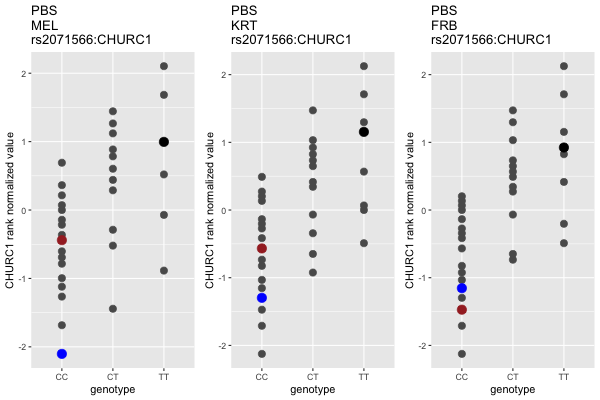 PBS
MEL
rs2071566:CHURC1
CHURC1 rank normalized value
2
1
0
-1
-2
CC
CT
TT
genotype
PBS
KRT
rs2071566:CHURC1
CHURC1 rank normalized value
2
1
0
-1
-2
CC
CT
TT
genotype
PBS
FRB
rs2071566:CHURC1
CHURC1 rank normalized value
2
1
0
-1
-2
CC
CT
TT
genotype